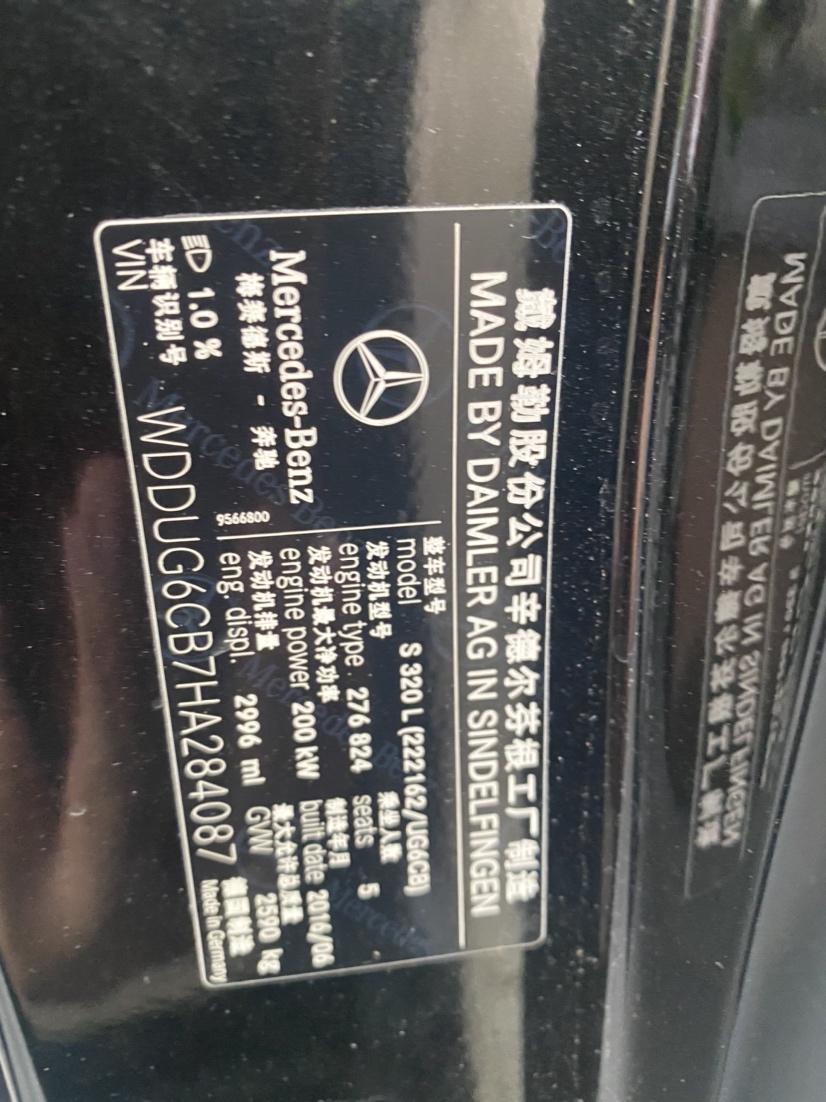 戴姆勒股份公司辛德尔芬根工厂制造
MADE BY DAIMLER AG IN SINDELFINGEN
Mercedes-Benz
梅赛德斯 - 奔驰
9566800
整车型号
model S 320 L (222162/UG6CB)
发动机型号 乘坐人数
engine type 276 824 seats 5
发动机最大净功率 制造年月
engine power 200 kW built date 2016/06
发动机排量 最大允许总质量
eng. displ. 2996 ml GVW 2590 kg
1.0 %
车辆识别号 德国制造
VIN WDDUG6CB7HA284087 Made in Germany